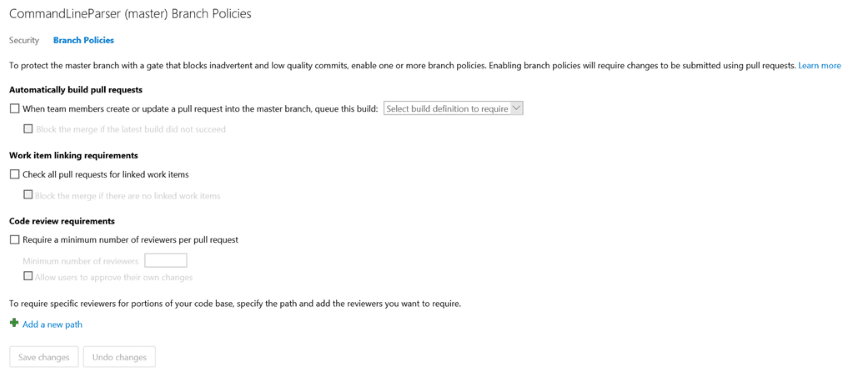 CommandLineParser (master) Branch Policies
Security Branch Policies
To protect the master branch with a gate that blocks inadvertent and low quality commits, enable one or more branch policies. Enabling branch policies will require changes to be submitted using pull requests. Learn more
Automatically build pull requests
When team members create or update a pull request into the master branch, queue this build: Select build definition to require
Block the merge if the latest build did not succeed
Work item linking requirements
Check all pull requests for linked work items
Block the merge if there are no linked work items
Code review requirements
Require a minimum number of reviewers per pull request
Minimum number of reviewers
Allow users to approve their own changes
To require specific reviewers for portions of your code base, specify the path and add the reviewers you want to require.
Add a new path
Save changes Undo changes